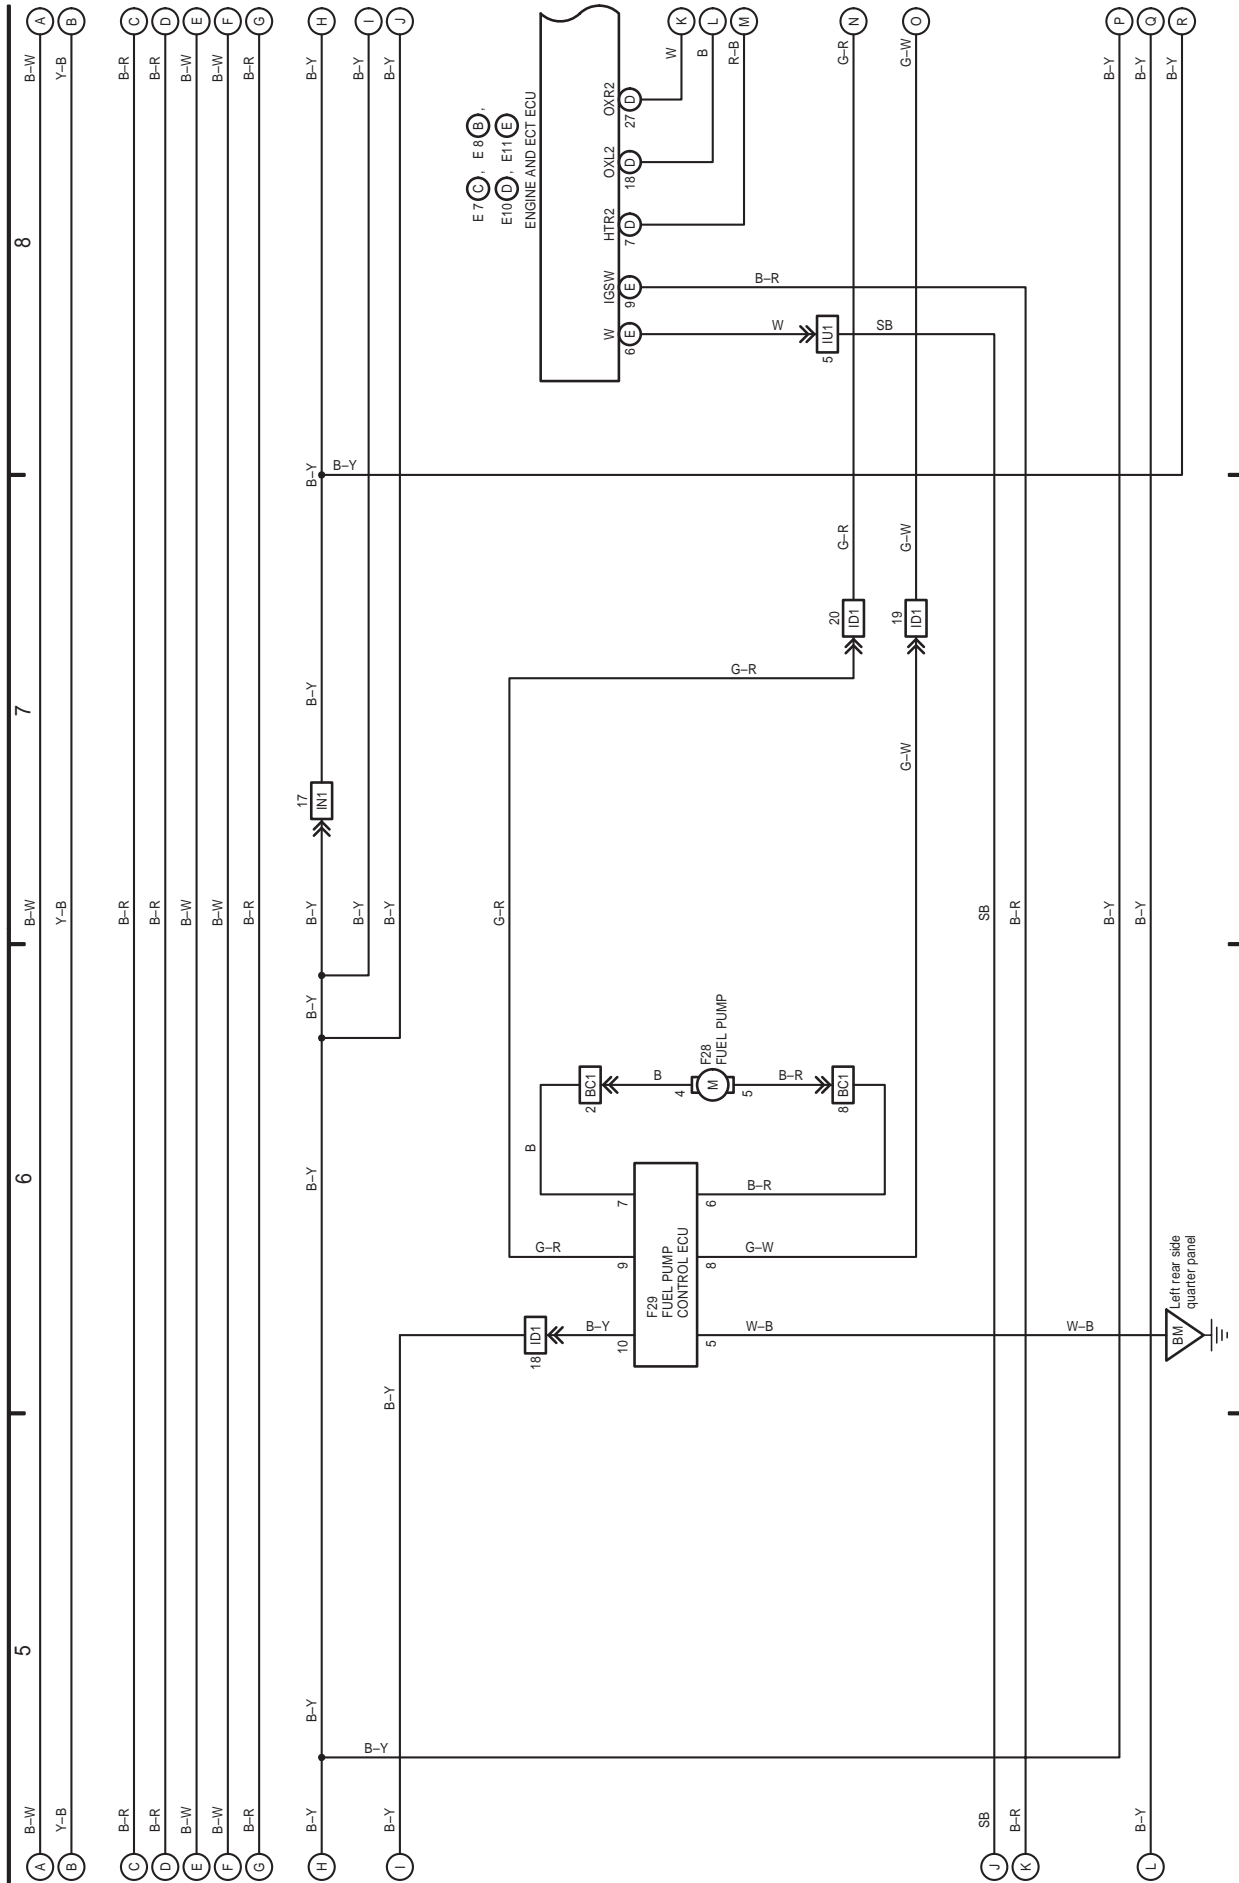 5 6 7 8
A B–W B–W B–W A
B Y–B Y–B Y–B B
C B–R B–R B–R C
D B–R B–R B–R D
E B–W B–W B–W E
F B–W B–W B–W F
G B–R B–R B–R G
17
H B–Y B–Y B–Y B–Y B–Y IN1 B–Y B–Y B–Y H
B–Y
B–Y B–Y I
B–Y
I B–Y B–Y B–Y B–Y J
E 7 C , E 8 B ,
E10 D , E11 E
ENGINE AND ECT ECU
G–R
B
18 ID1
G–R
2 BC1
B–Y
W IGSW HTR2 OXL2 OXR2
10 9 7
6 E 9 E 7 D 18 D 27 D
F29
FUEL PUMP
CONTROL ECU
B
4
F28
FUEL PUMP
M
5
W K
B L
R–B M
5 8 6
W–B G–W B–R
B–R
G–R
B–R
W
5 IU1
SB
8 BC1
20
ID1
G–R G–R N
19
ID1
G–W G–W G–W O
J SB SB
K B–R B–R
W–B
P B–Y B–Y
L B–Y B–Y B–Y Q
B–Y R
BM
Left rear side
quarter panel